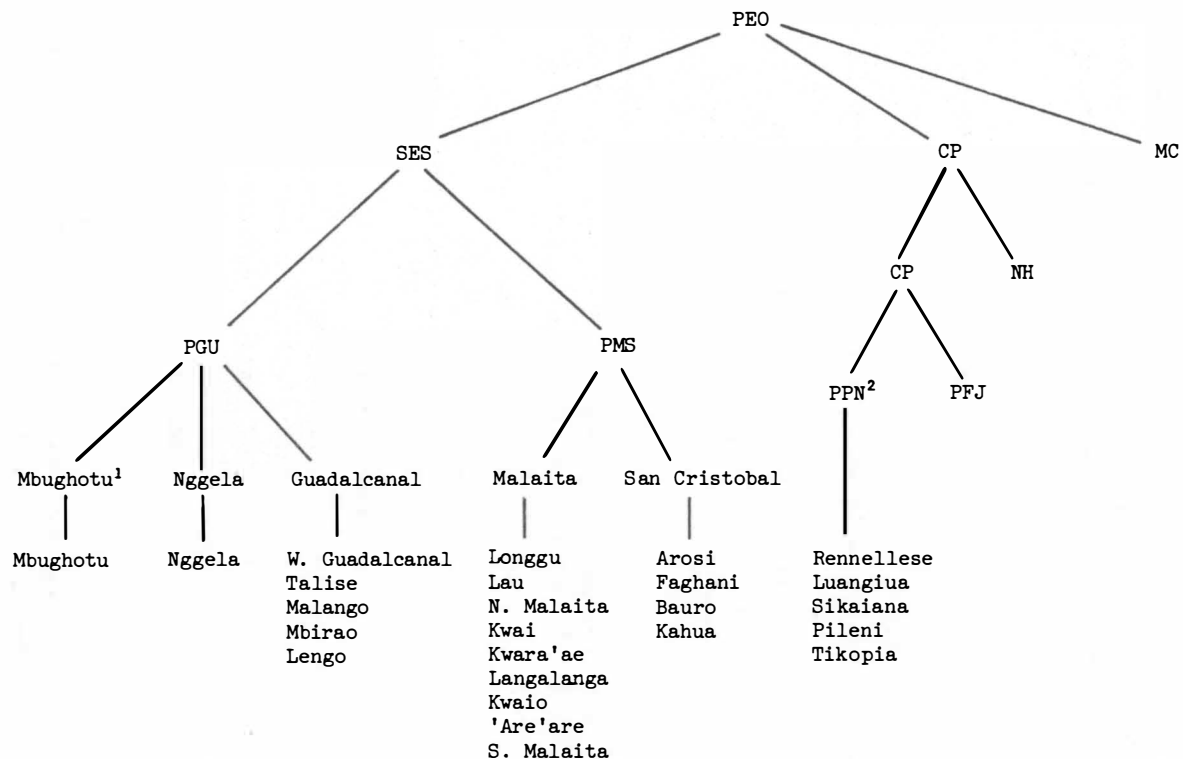 PEO
SES
CP
MC
CP
NH
PGU
PMS
PPN²
PFJ
Mbughotu¹
Nggela
Guadalcanal
Malaita
San Cristobal
Mbughotu
Nggela
W. Guadalcanal
Talise
Malango
Mbirao
Lengo
Longgu
Lau
N. Malaita
Kwai
Kwara'ae
Langalanga
Kwaio
'Are'are
S. Malaita
Arosi
Faghani
Bauro
Kahua
Rennellese
Luangiua
Sikaiana
Pileni
Tikopia